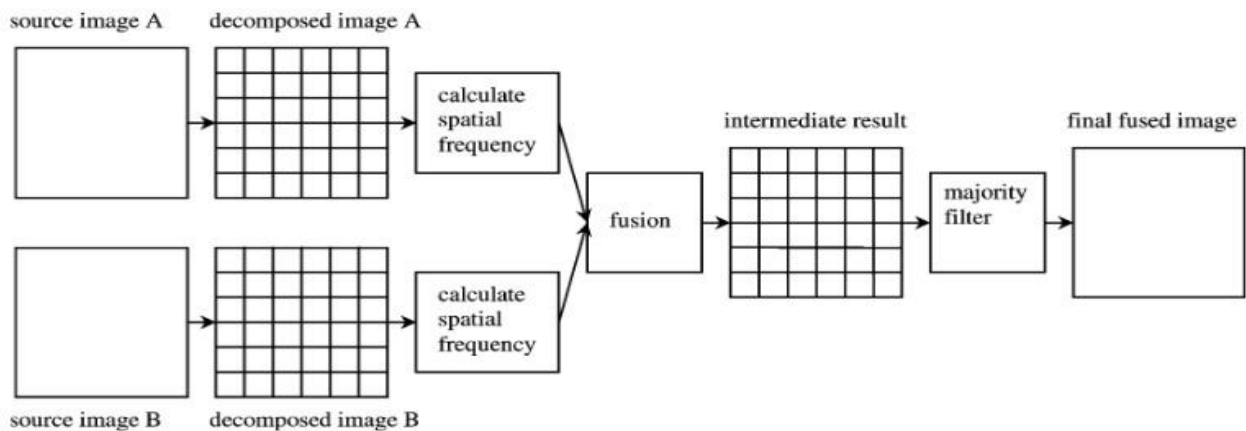 source image A
decomposed image A
calculate
spatial
frequency
intermediate result
final fused image
fusion
majority
filter
calculate
spatial
frequency
source image B
decomposed image B